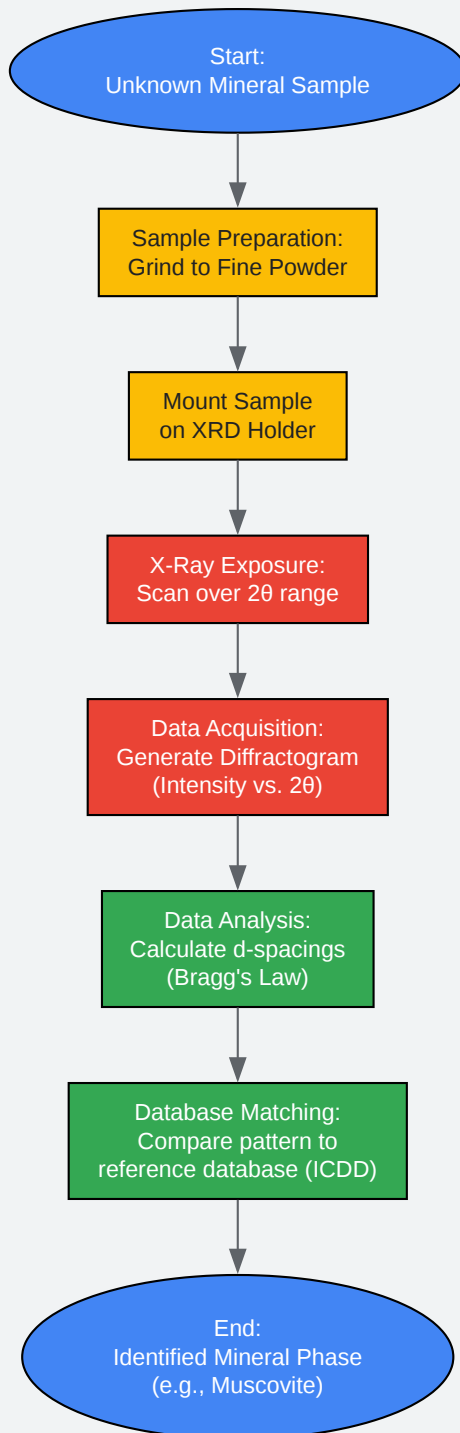 Start:
Unknown Mineral Sample
Sample Preparation:
Grind to Fine Powder
Mount Sample
on XRD Holder
X-Ray Exposure:
Scan over 2θ range
Data Acquisition:
Generate Diffractogram
(Intensity vs. 2θ)
Data Analysis:
Calculate d-spacings
(Bragg's Law)
Database Matching:
Compare pattern to
reference database (ICDD)
End:
Identified Mineral Phase
(e.g., Muscovite)